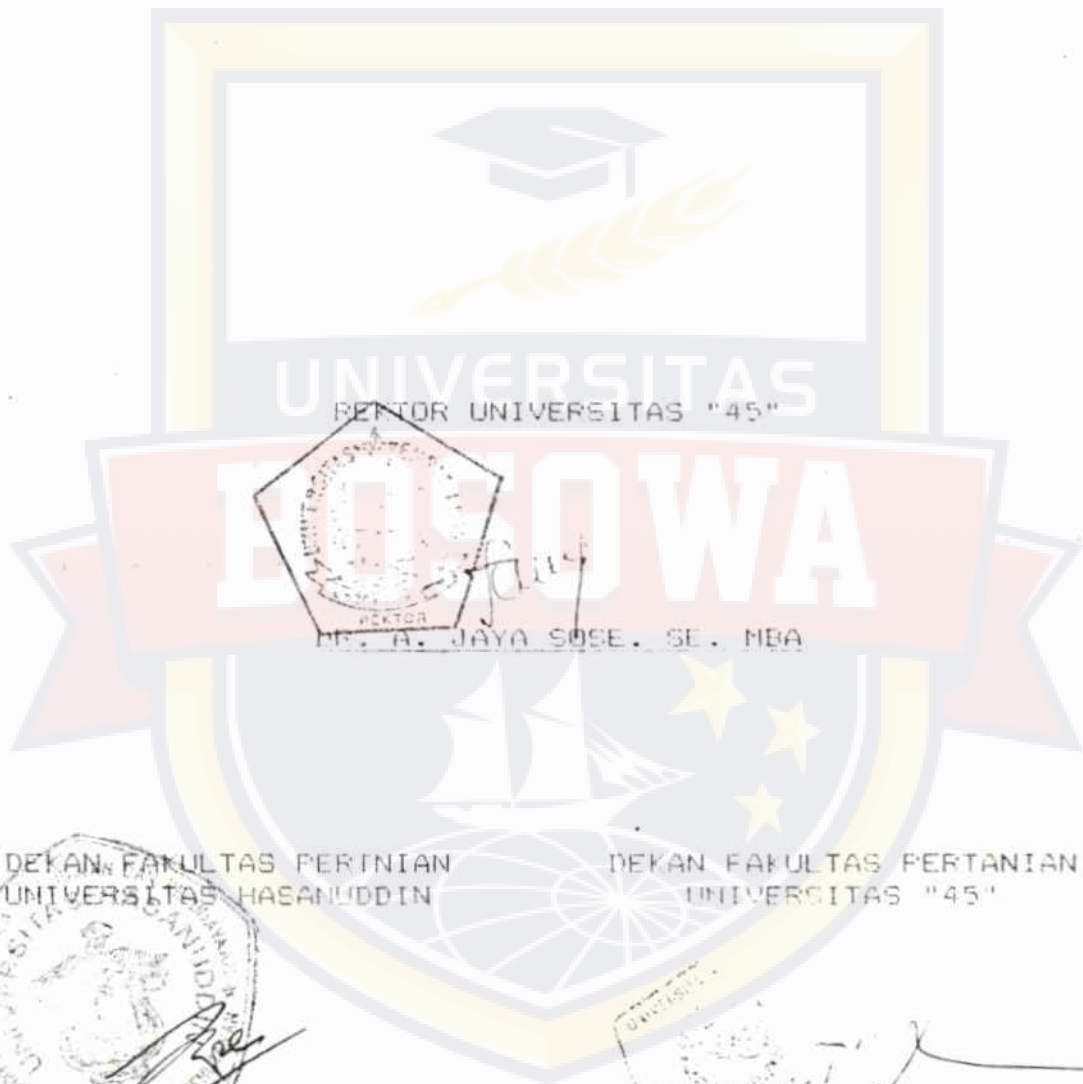 UNIVERSITAS
REKTOR UNIVERSITAS "45"
BOSOWA
REKTOR
A. JAYA SOSE. SE. MBA
DEKAN FAKULTAS PERINIAN
UNIVERSITAS HASANUDDIN
DEKAN FAKULTAS PERTANIAN
UNIVERSITAS "45"